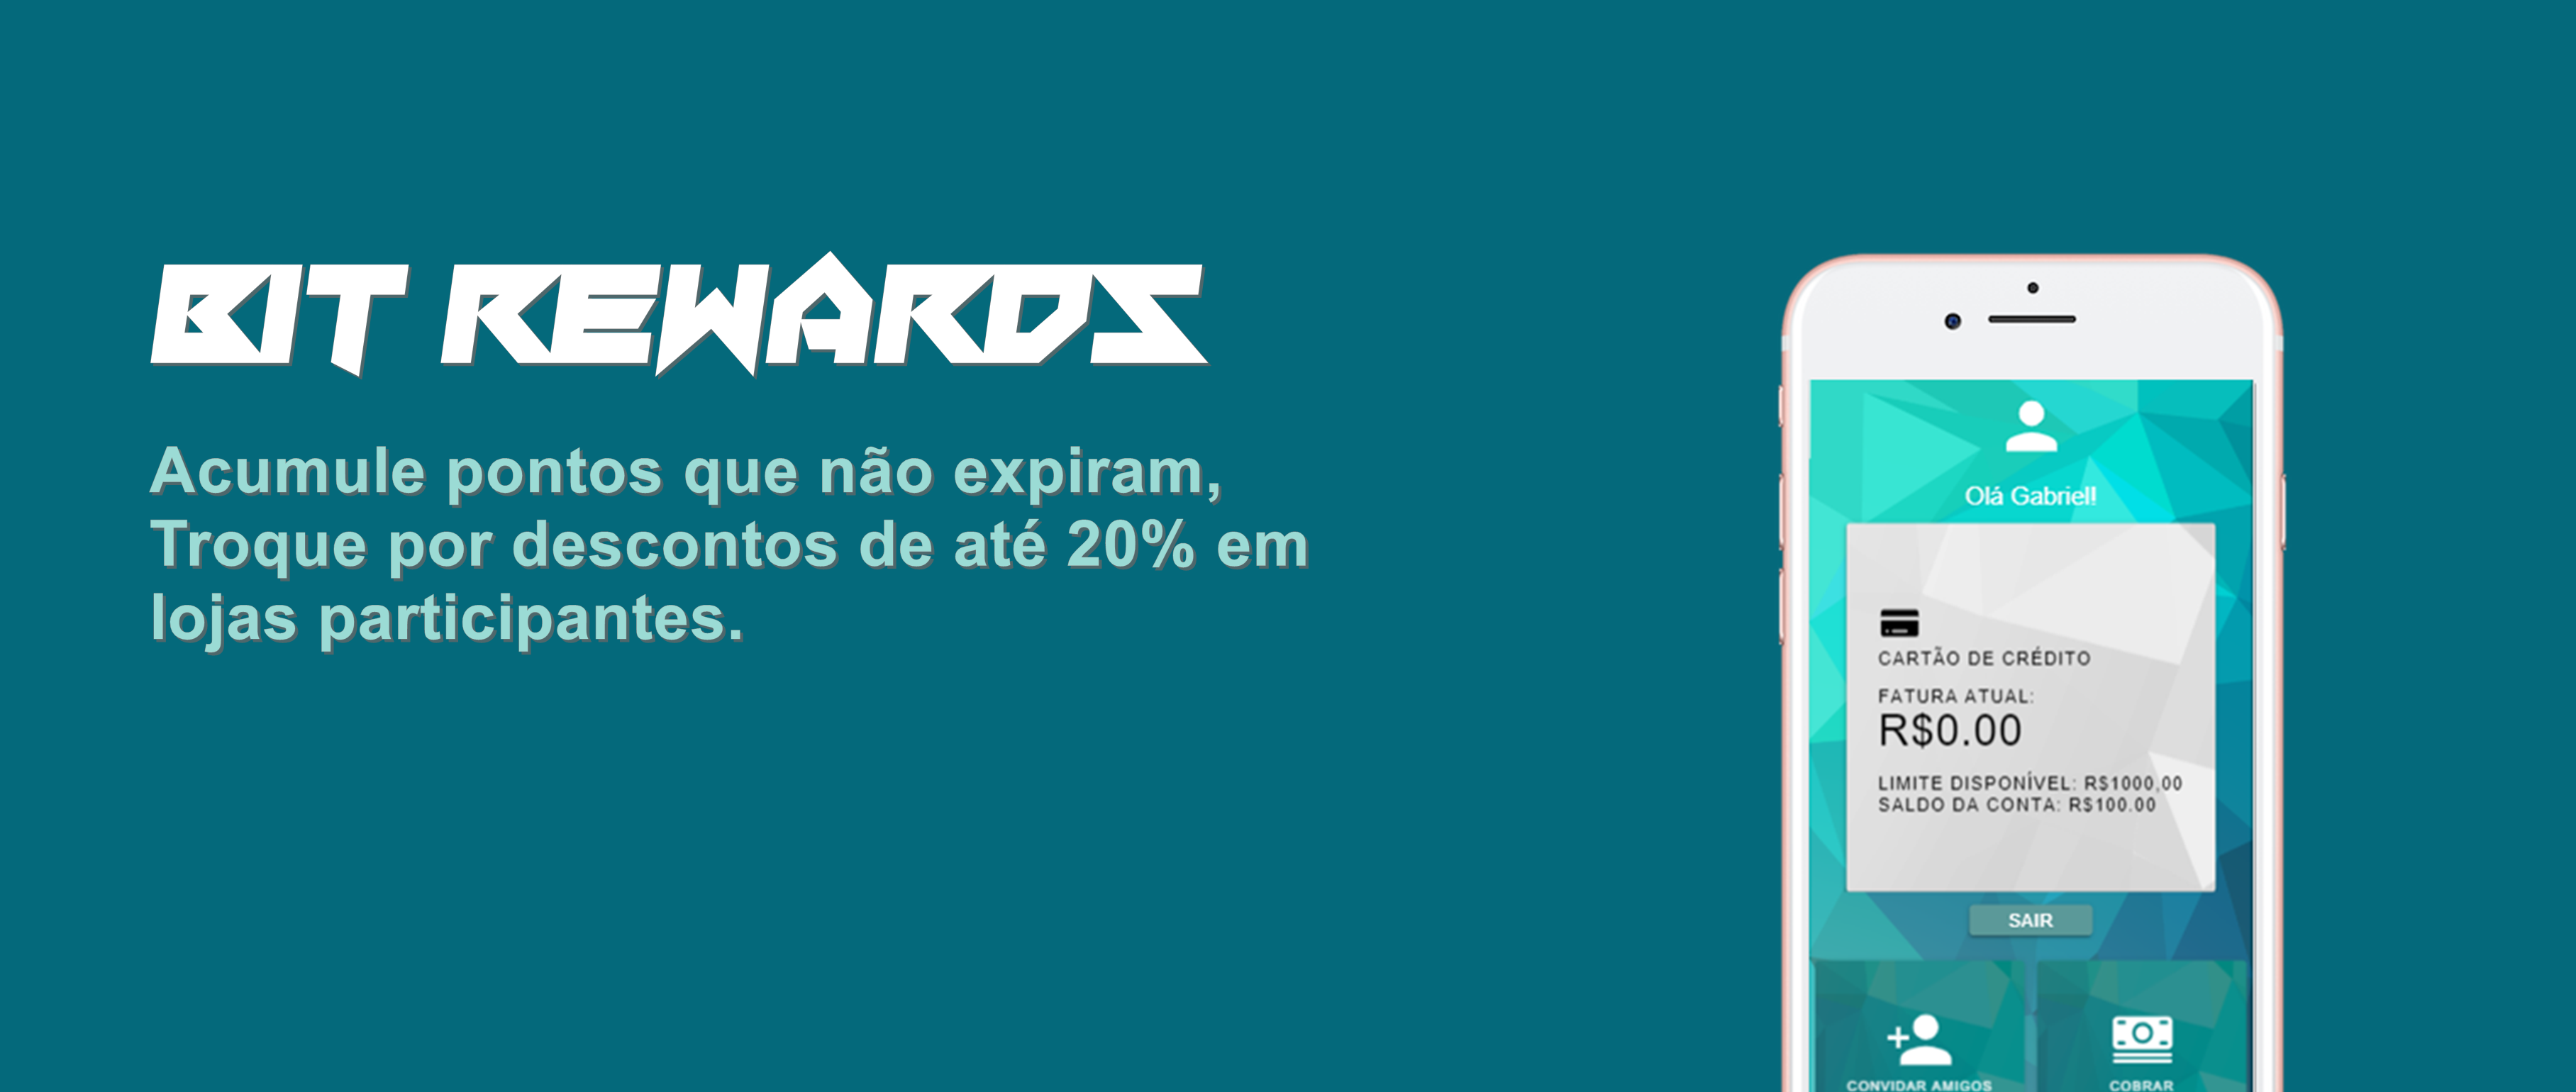 BIT REWARDS
Acumule pontos que não expiram,
Troque por descontos de até 20% em
lojas participantes.
Olá Gabriel!
CARTÃO DE CRÉDITO
FATURA ATUAL:
R$0.00
LIMITE DISPONÍVEL: R$1000,00
SALDO DA CONTA: R$100.00
SAIR
CONVIDAR AMIGOS
COBRAR